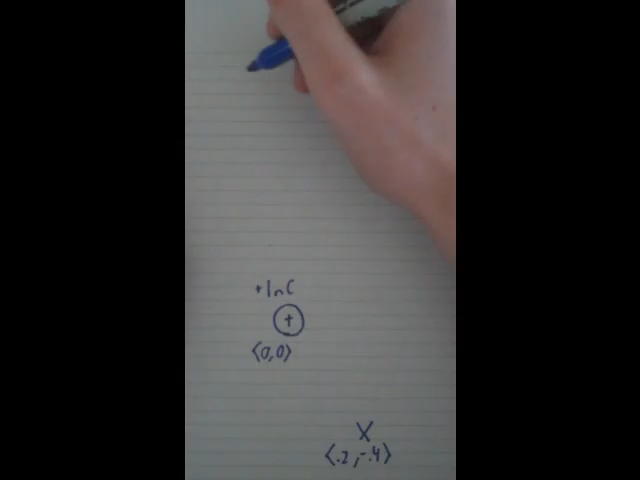 +1nC
+
⟨0,0⟩
X
⟨.2,-.4⟩